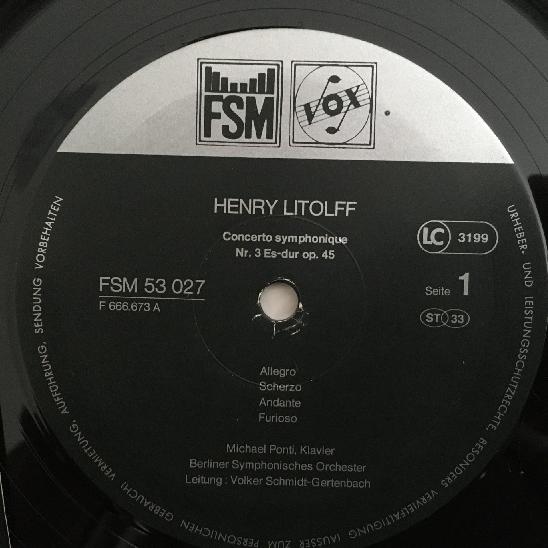 FSM
VOX
HENRY LITOLFF
Concerto symphonique
Nr. 3 Es-dur op. 45
LC 3199
FSM 53 027
F 666.673 A
Seite 1
ST 33
Allegro
Scherzo
Andante
Furioso
Michael Ponti, Klavier
Berliner Symphonisches Orchester
Leitung : Volker Schmidt-Gertenbach
URHEBER- UND LEISTUNGSSCHUTZRECHTE, BESONDERS VERVIELFÄLTIGUNG (AUSSER ZUM PERSÖNLICHEN GEBRAUCH) VERMIETUNG, AUFFÜHRUNG, SENDUNG VORBEHALTEN